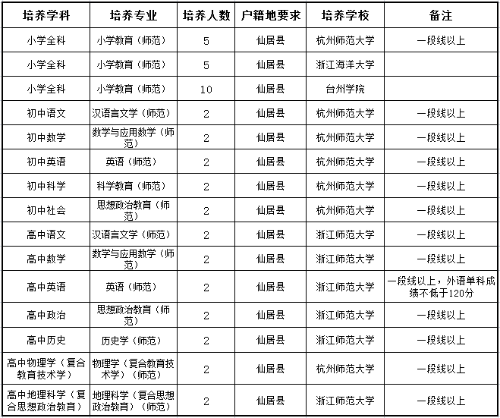 培养学科 培养专业 培养人数 户籍地要求 培养学校 备注
小学全科 小学教育（师范） 5 仙居县 杭州师范大学 一段线以上
小学全科 小学教育（师范） 5 仙居县 浙江海洋大学
小学全科 小学教育（师范） 10 仙居县 台州学院
初中语文 汉语言文学（师范） 2 仙居县 杭州师范大学 一段线以上
初中数学 数学与应用数学（师范） 2 仙居县 杭州师范大学 一段线以上
初中英语 英语（师范） 2 仙居县 杭州师范大学 一段线以上
初中科学 科学教育（师范） 2 仙居县 杭州师范大学 一段线以上
初中社会 思想政治教育（师范） 2 仙居县 杭州师范大学 一段线以上
高中语文 汉语言文学（师范） 2 仙居县 浙江师范大学 一段线以上
高中数学 数学与应用数学（师范） 2 仙居县 浙江师范大学 一段线以上
高中英语 英语（师范） 2 仙居县 浙江师范大学 一段线以上，外语单科成绩不低于120分
高中政治 思想政治教育（师范） 2 仙居县 浙江师范大学 一段线以上
高中历史 历史学（师范） 2 仙居县 浙江师范大学 一段线以上
高中物理学（复合教育技术学） 物理学（复合教育技术学）（师范） 2 仙居县 杭州师范大学 一段线以上
高中地理科学（复合思想政治教育） 地理科学（复合思想政治教育）（师范） 2 仙居县 浙江师范大学 一段线以上